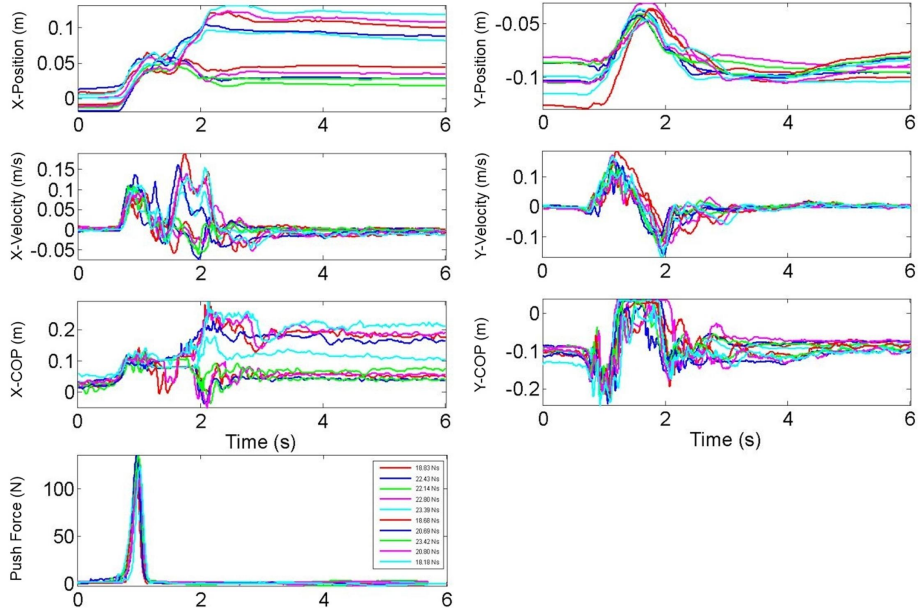 X-Position (m)
0.1
0.05
0
0 2 4 6
Y-Position (m)
-0.05
-0.1
0 2 4 6
X-Velocity (m/s)
0.15
0.1
0.05
0
-0.05
0 2 4 6
Y-Velocity (m/s)
0.1
0
-0.1
0 2 4 6
X-COP (m)
0.2
0.1
0
0 2 4 6
Time (s)
Y-COP (m)
0
-0.1
-0.2
0 2 4 6
Time (s)
Push Force (N)
100
50
0
0 2 4 6
18.83 Ns
22.43 Ns
22.14 Ns
22.80 Ns
23.39 Ns
18.68 Ns
20.69 Ns
23.42 Ns
20.80 Ns
18.18 Ns